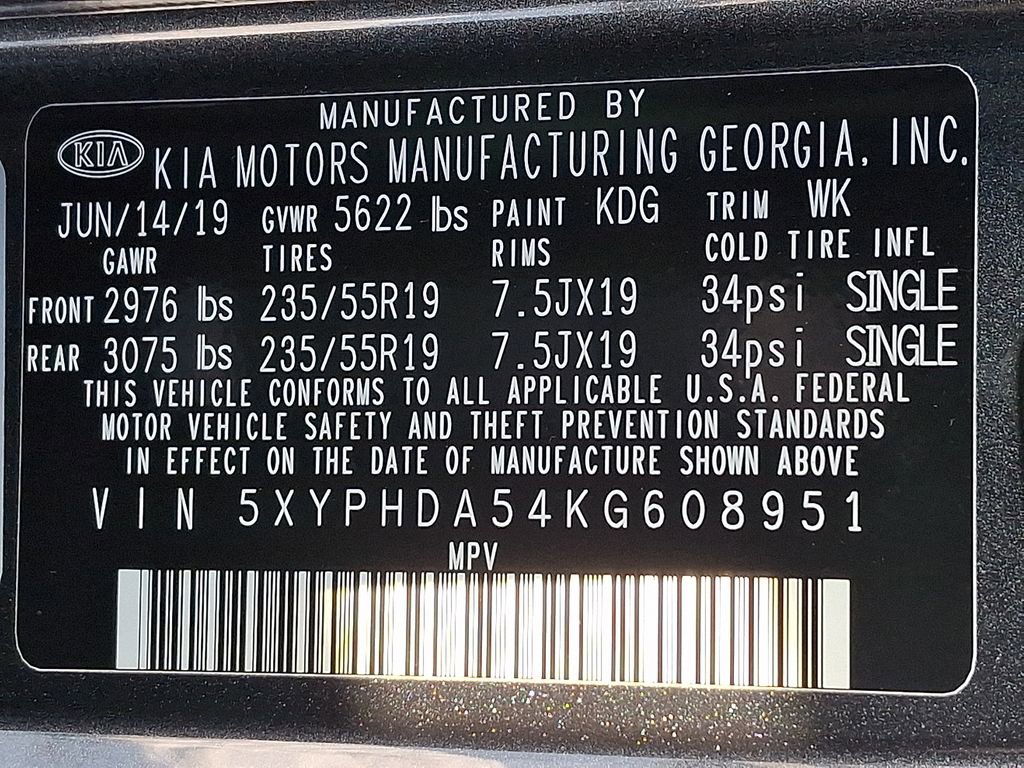 MANUFACTURED BY
KIA KIA MOTORS MANUFACTURING GEORGIA, INC.
JUN/14/19 GVWR 5622 lbs PAINT KDG TRIM WK
GAWR TIRES RIMS COLD TIRE INFL
FRONT 2976 lbs 235/55R19 7.5JX19 34psi SINGLE
REAR 3075 lbs 235/55R19 7.5JX19 34psi SINGLE
THIS VEHICLE CONFORMS TO ALL APPLICABLE U.S.A. FEDERAL
MOTOR VEHICLE SAFETY AND THEFT PREVENTION STANDARDS
IN EFFECT ON THE DATE OF MANUFACTURE SHOWN ABOVE
VIN 5XYPHDA54KG608951
MPV